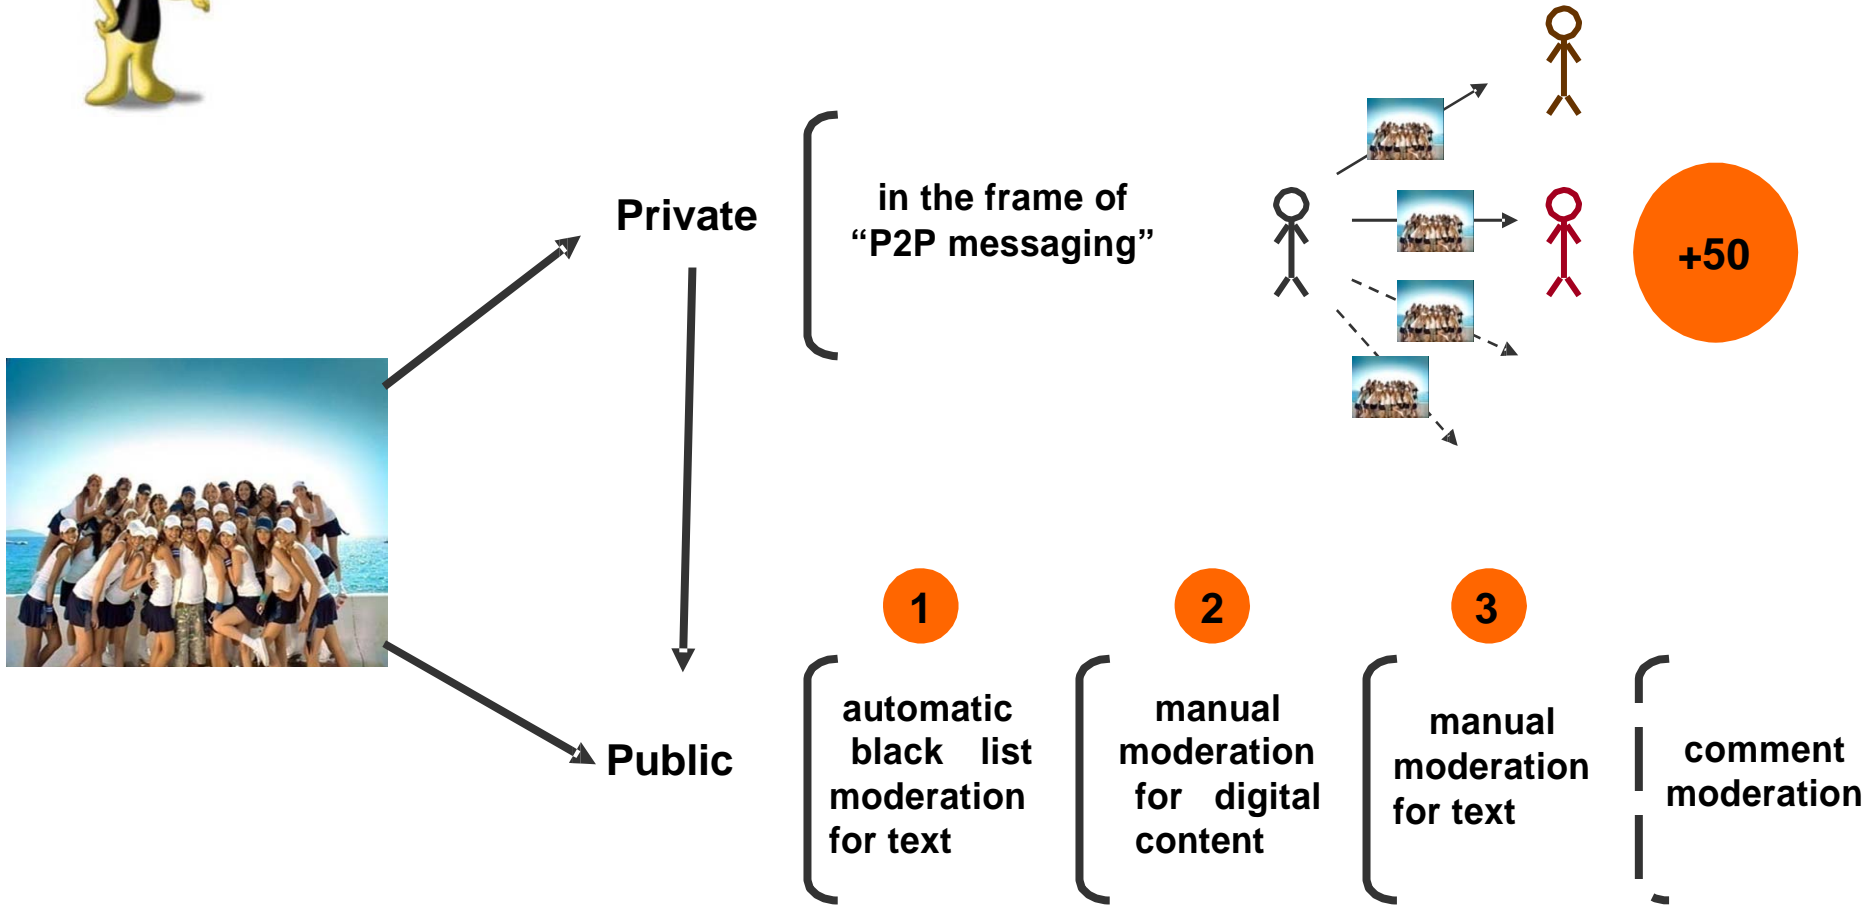 Private
in the frame of
“P2P messaging”
+50
Public
1
automatic
black list
moderation
for text
2
manual
moderation
for digital
content
3
manual
moderation
for text
comment
moderation